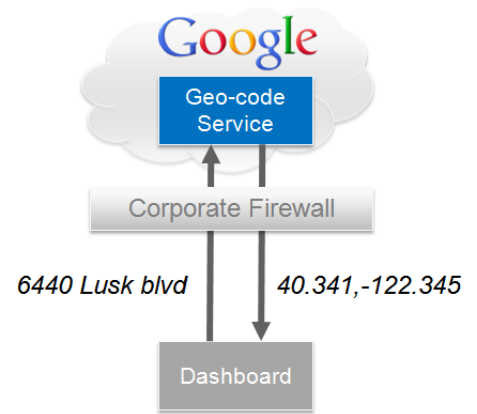 Google
Geo-code
Service
Corporate Firewall
6440 Lusk blvd
40.341,-122.345
Dashboard